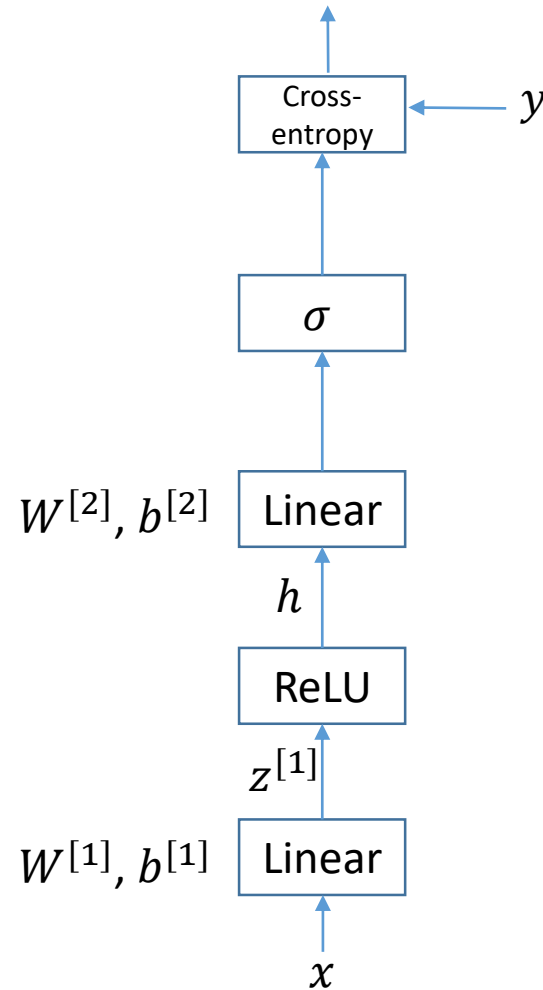 Cross-
entropy
y
σ
W^{[2]}, b^{[2]}
Linear
h
ReLU
z^{[1]}
W^{[1]}, b^{[1]}
Linear
x